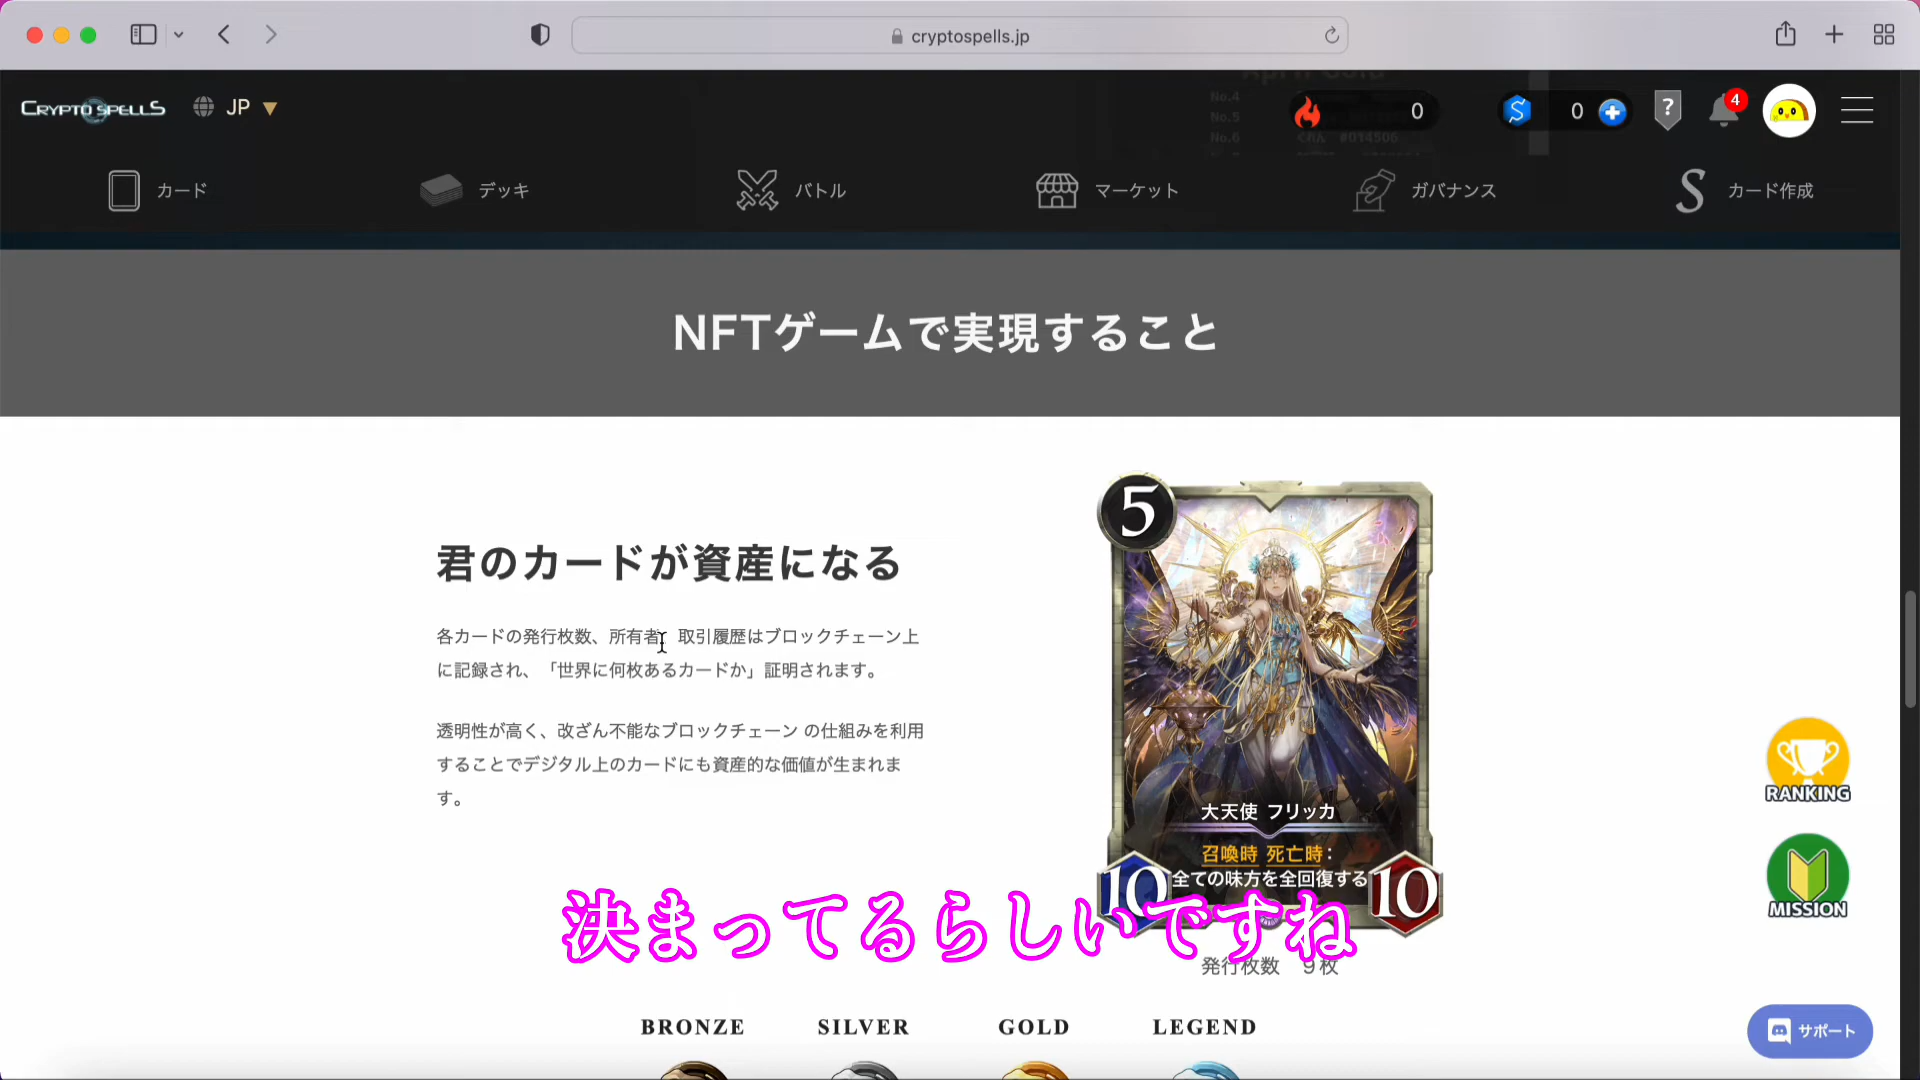 cryptospells.jp
CRYPTO SPELLS
JP
No.4
No.5
No.6
くれん #014506
0
0
?
4
カード
デッキ
バトル
マーケット
ガバナンス
カード作成
NFTゲームで実現すること
5
君のカードが資産になる
各カードの発行枚数、所有者、取引履歴はブロックチェーン上
に記録され、「世界に何枚あるカードか」証明されます。
透明性が高く、改ざん不能なブロックチェーン の仕組みを利用
することでデジタル上のカードにも資産的な価値が生まれま
す。
大天使 フリッカ
召喚時 死亡時:
全ての味方を全回復する
10
10
決まってるらしいですね
発行枚数 9枚
RANKING
MISSION
BRONZE
SILVER
GOLD
LEGEND
サポート